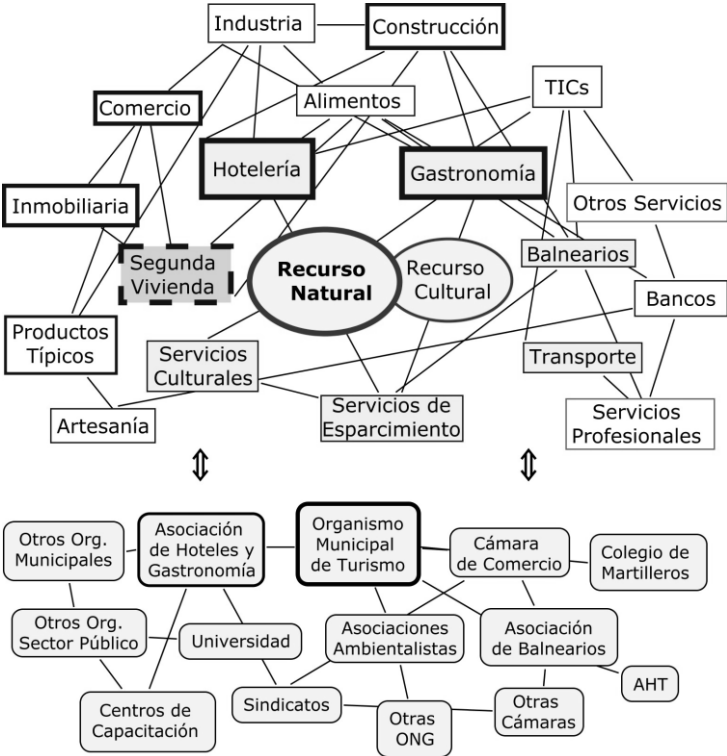 Industria
Construcción
TICs
Comercio
Alimentos
Hotelería
Gastronomía
Inmobiliaria
Otros Servicios
Segunda
Vivienda
Recurso
Natural
Recurso
Cultural
Balnearios
Bancos
Productos
Típicos
Servicios
Culturales
Transporte
Artesanía
Servicios de
Esparcimiento
Servicios
Profesionales
Otros Org.
Municipales
Asociación
de Hoteles y
Gastronomía
Organismo
Municipal
de Turismo
Cámara
de Comercio
Colegio de
Martilleros
Otros Org.
Sector Público
Universidad
Asociaciones
Ambientalistas
Asociación
de Balnearios
AHT
Centros de
Capacitación
Sindicatos
Otras
ONG
Otras
Cámaras